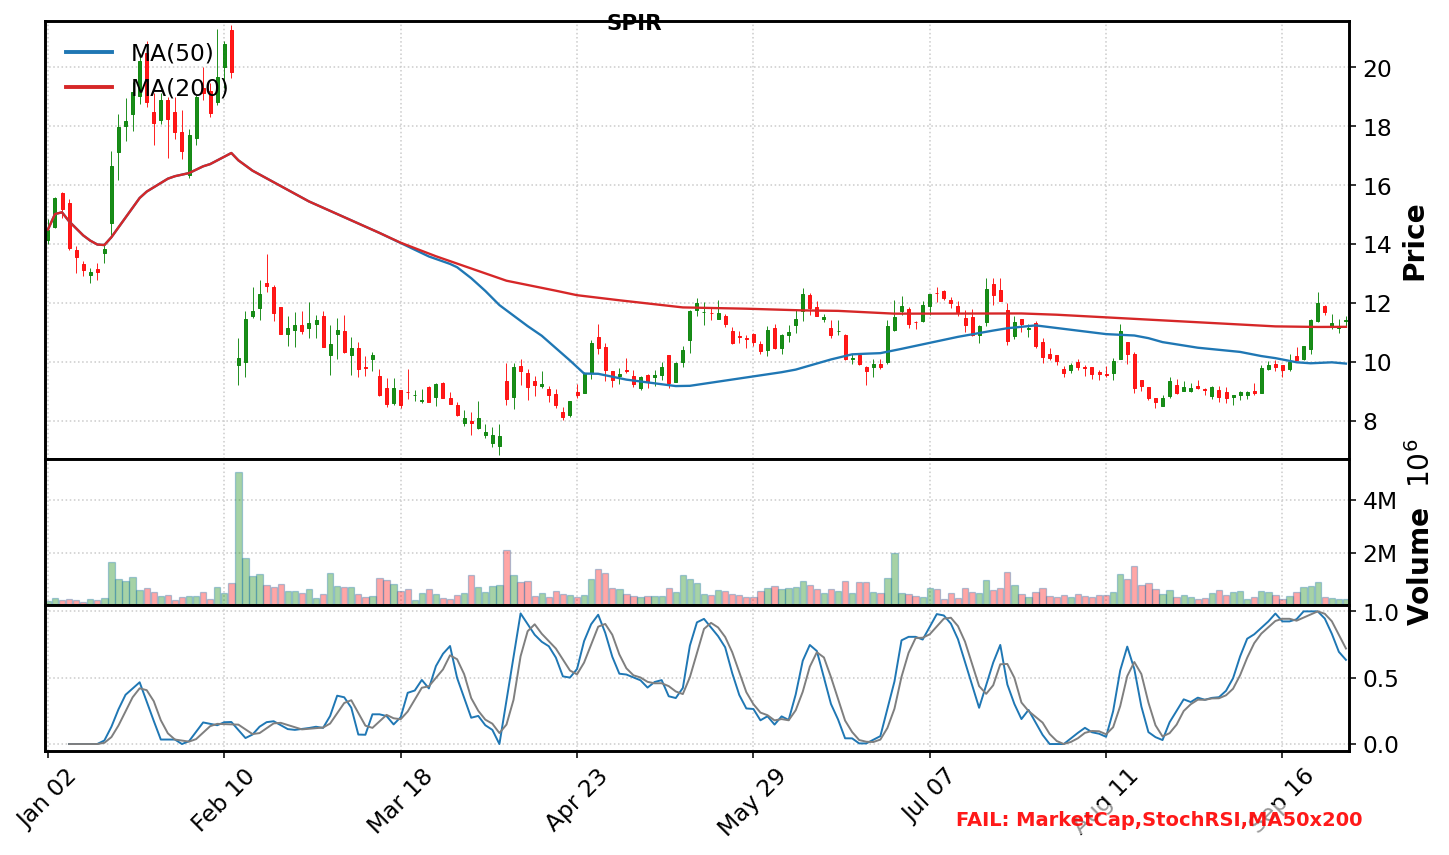 SPIR
MA(50)
MA(200)
20
18
16
14
12
10
8
Price
10^6
4M
2M
Volume
1.0
0.5
0.0
Jan 02
Feb 10
Mar 18
Apr 23
May 29
Jul 07
Aug 11
Sep 16
FAIL: MarketCap,StochRSI,MA50x200